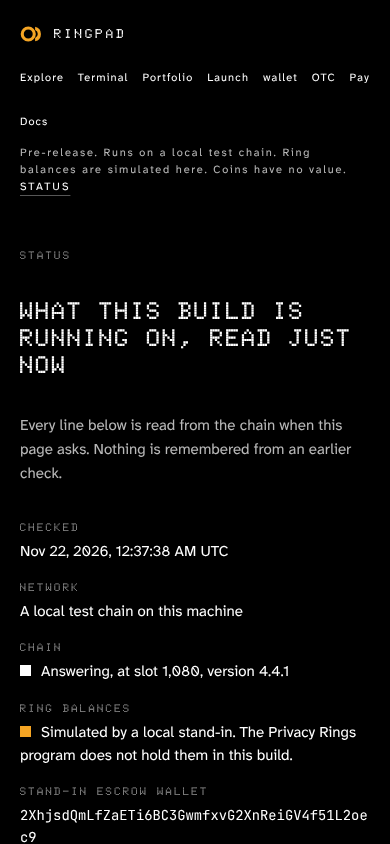 RINGPAD
Explore Terminal Portfolio Launch wallet OTC Pay
Docs
Pre-release. Runs on a local test chain. Ring
balances are simulated here. Coins have no value.
STATUS
STATUS
WHAT THIS BUILD IS
RUNNING ON, READ JUST
NOW
Every line below is read from the chain when this
page asks. Nothing is remembered from an earlier
check.
CHECKED
Nov 22, 2026, 12:37:38 AM UTC
NETWORK
A local test chain on this machine
CHAIN
Answering, at slot 1,080, version 4.4.1
RING BALANCES
Simulated by a local stand-in. The Privacy Rings
program does not hold them in this build.
STAND-IN ESCROW WALLET
2XhjsdQmLfZaETi6BC3GwmfxvG2XnReiGV4f51L2oe
c9